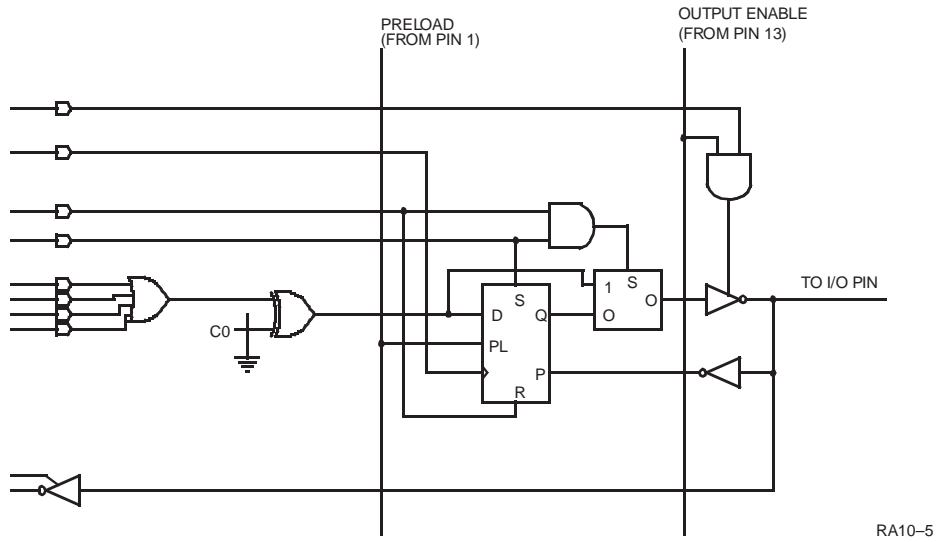 PRELOAD
(FROM PIN 1)
OUTPUT ENABLE
(FROM PIN 13)
S
1
O
O
TO I/O PIN
S
D
Q
C0
PL
P
R
RA10–5